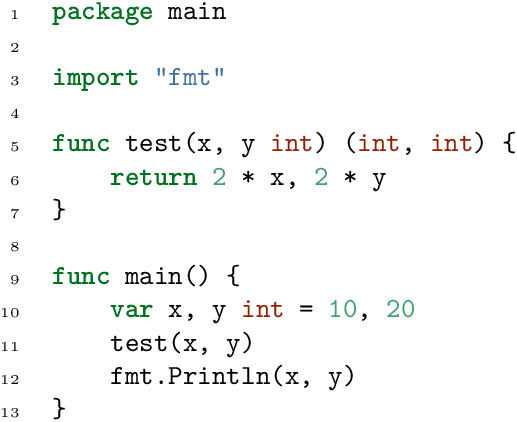 1 package main
2
3 import "fmt"
4
5 func test(x, y int) (int, int) {
6     return 2 * x, 2 * y
7 }
8
9 func main() {
10     var x, y int = 10, 20
11     test(x, y)
12     fmt.Println(x, y)
13 }